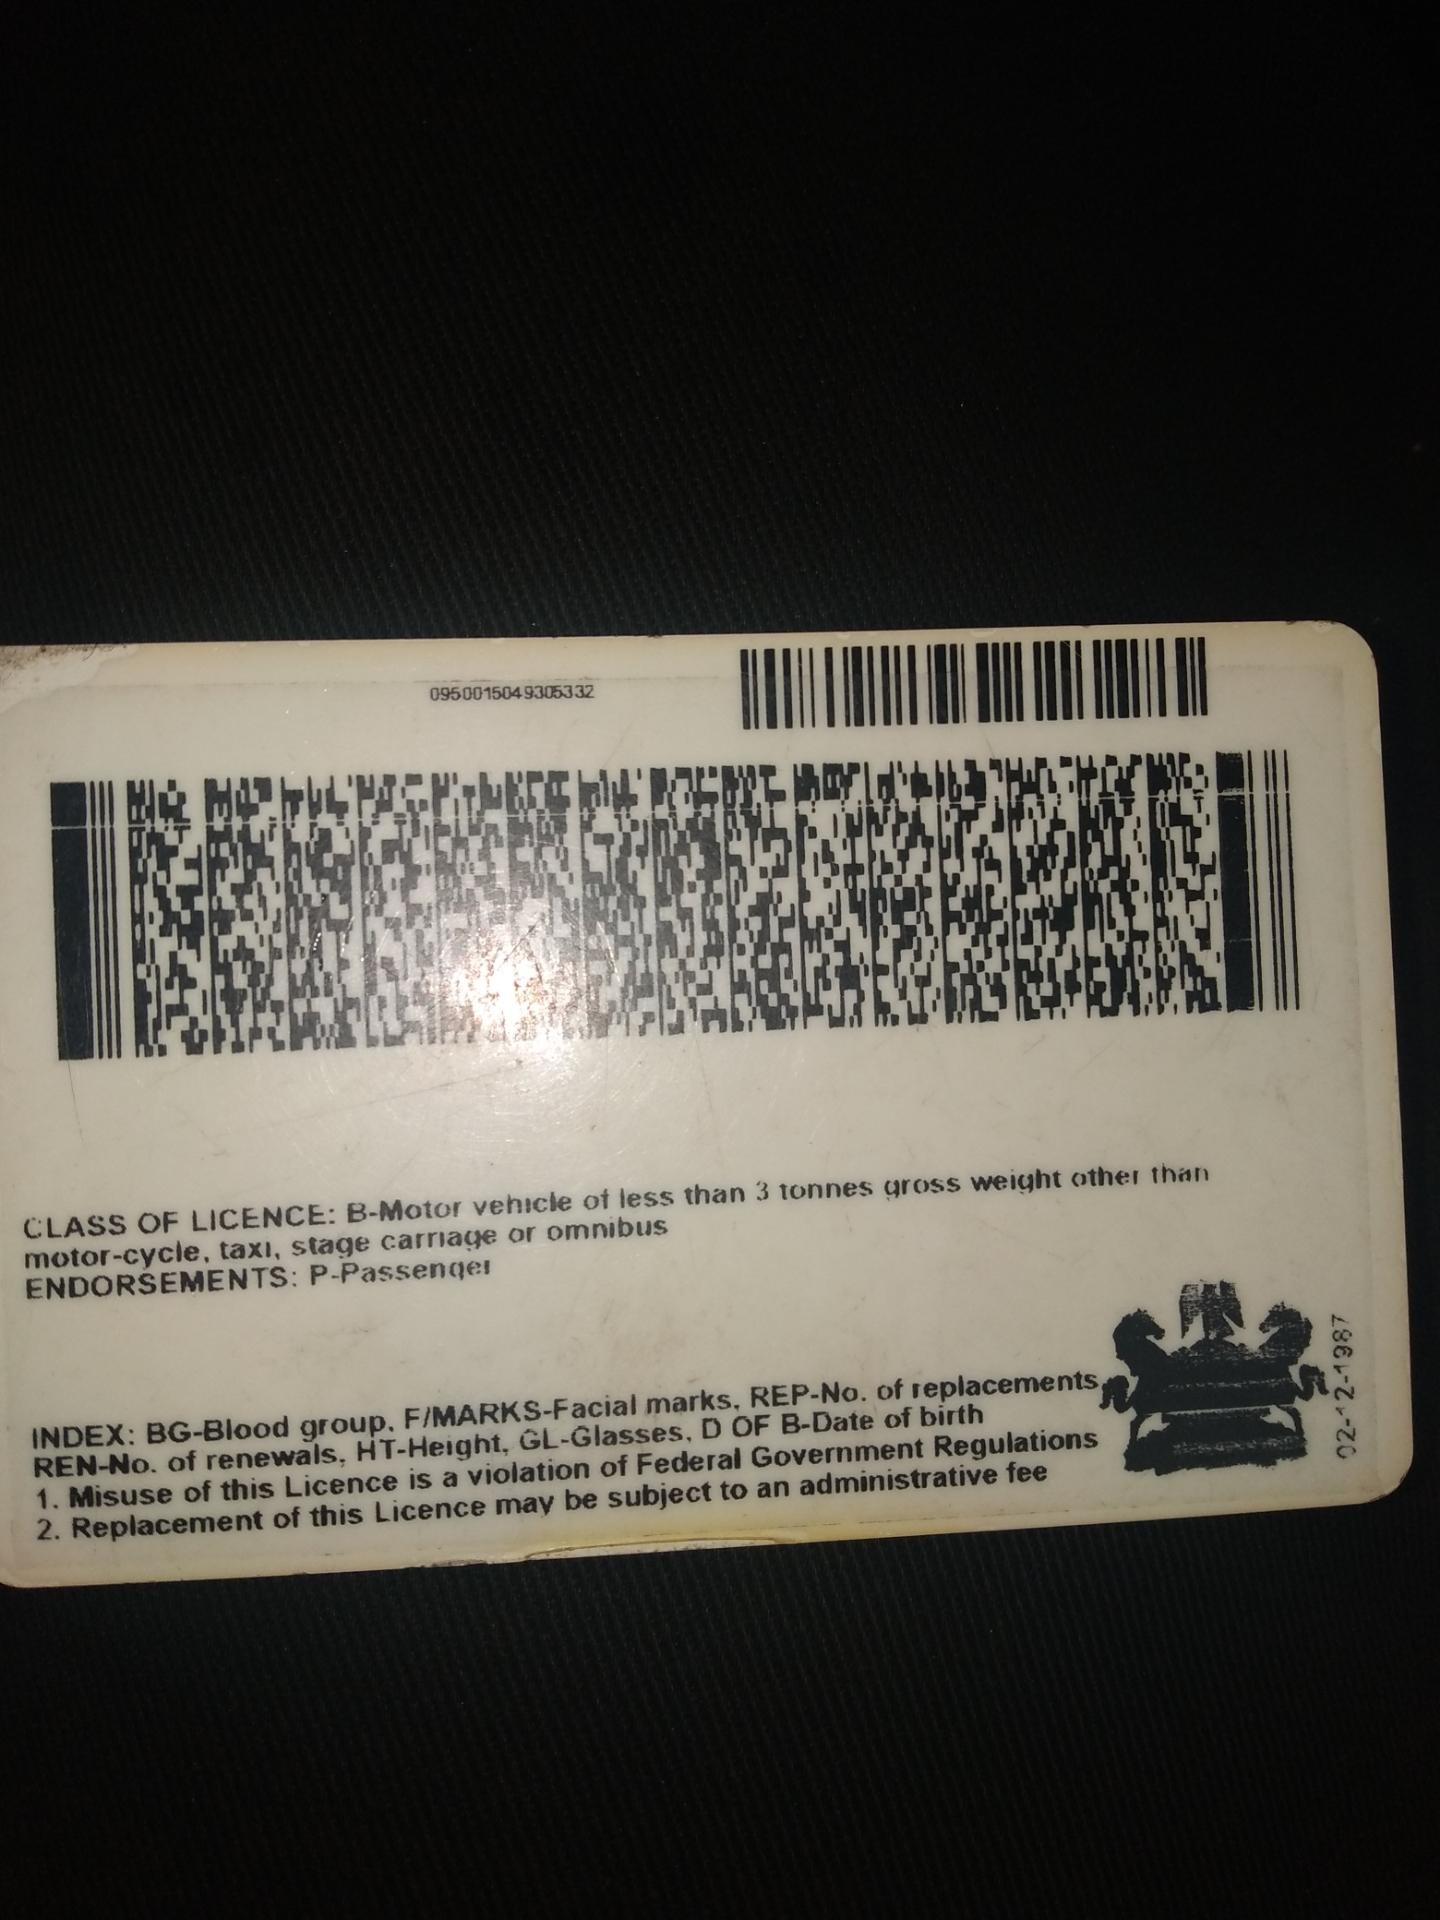 0950015049305332
CLASS OF LICENCE: B-Motor vehicle of less than 3 tonnes gross weight other than
motor-cycle, taxi, stage carriage or omnibus
ENDORSEMENTS: P-Passenger
INDEX: BG-Blood group, F/MARKS-Facial marks, REP-No. of replacements
REN-No. of renewals, HT-Height, GL-Glasses, D OF B-Date of birth
1. Misuse of this Licence is a violation of Federal Government Regulations
2. Replacement of this Licence may be subject to an administrative fee
02-12-1987